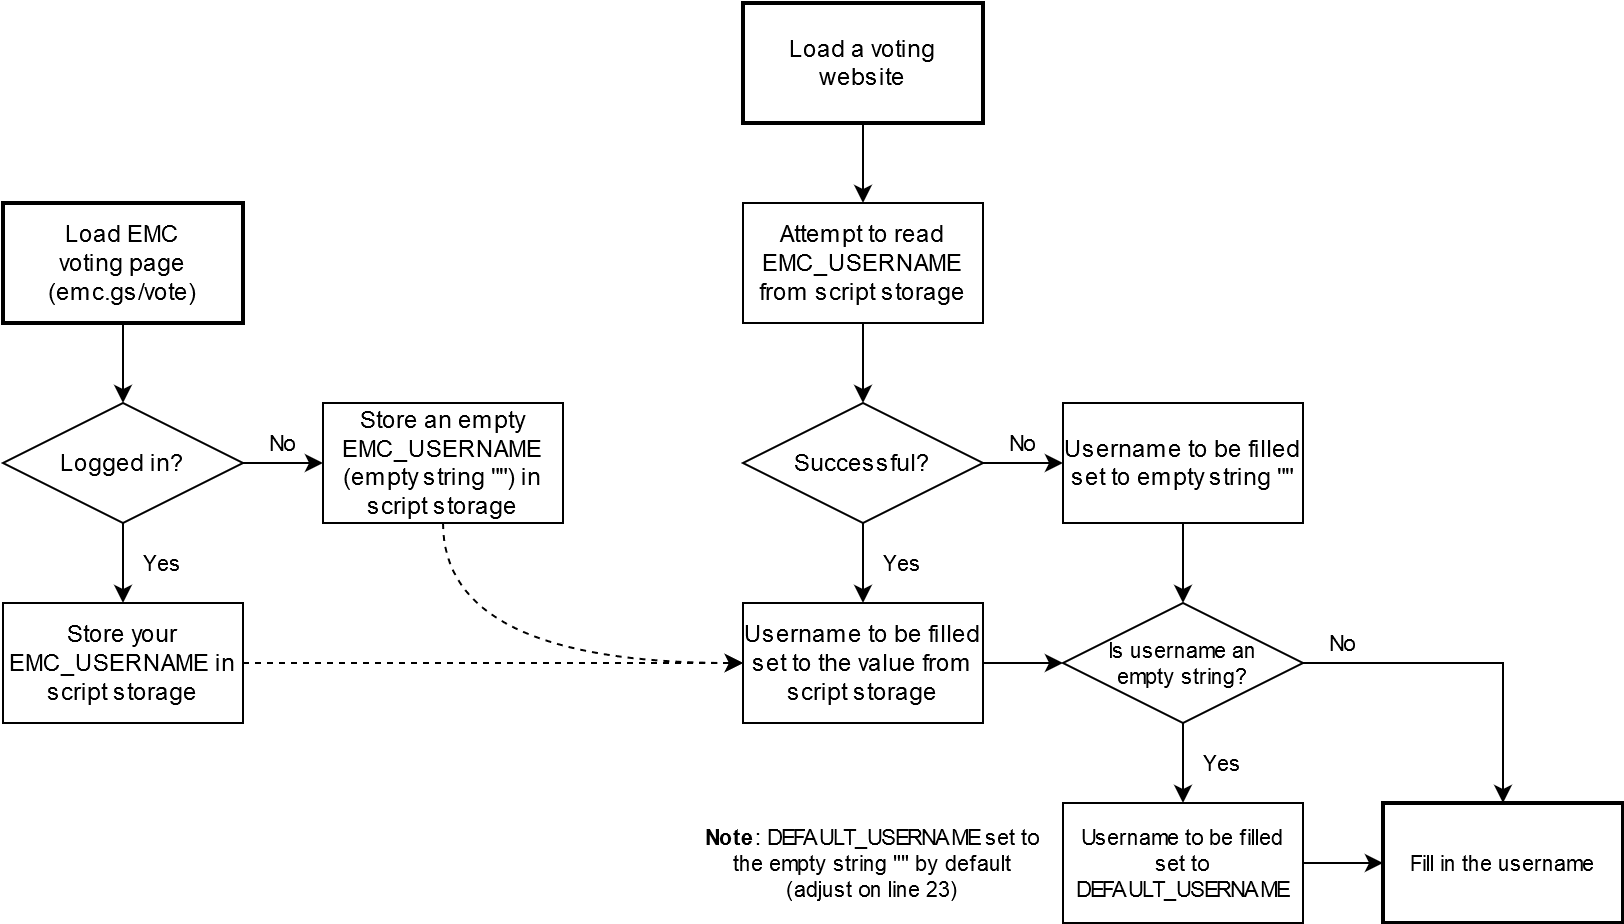 Load a voting
website
Load EMC
voting page
(emc.gs/vote)
Attempt to read
EMC_USERNAME
from script storage
Logged in?
No
Store an empty
EMC_USERNAME
(empty string "") in
script storage
Successful?
No
Username to be filled
set to empty string ""
Yes
Yes
Store your
EMC_USERNAME in
script storage
Username to be filled
set to the value from
script storage
Is username an
empty string?
No
Yes
Note: DEFAULT_USERNAME set to
the empty string "" by default
(adjust on line 23)
Username to be filled
set to
DEFAULT_USERNAME
Fill in the username